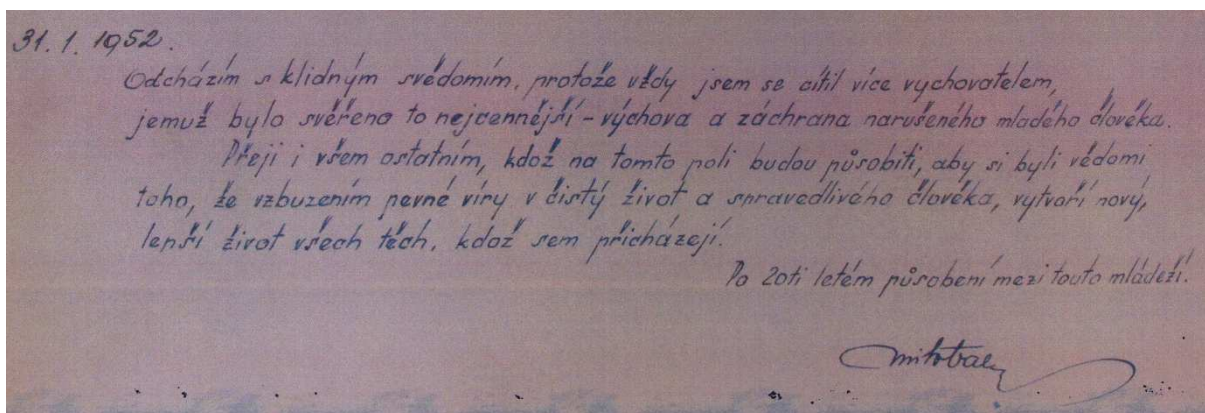 31. 1. 1952.
Odcházím s klidným svědomím, protože vždy jsem se cítil více vychovatelem,
jemuž bylo svěřeno to nejcennější - výchova a záchrana narušeného mladého člověka.
Přeji i všem ostatním, kdož na tomto poli budou působiti, aby si byli vědomi
toho, že vzbuzením pevné víry v čistý život a spravedlivého člověka, vytvoří nový,
lepší život všech těch, kdož sem přicházejí.
Po 20ti letém působení mezi touto mládeží.